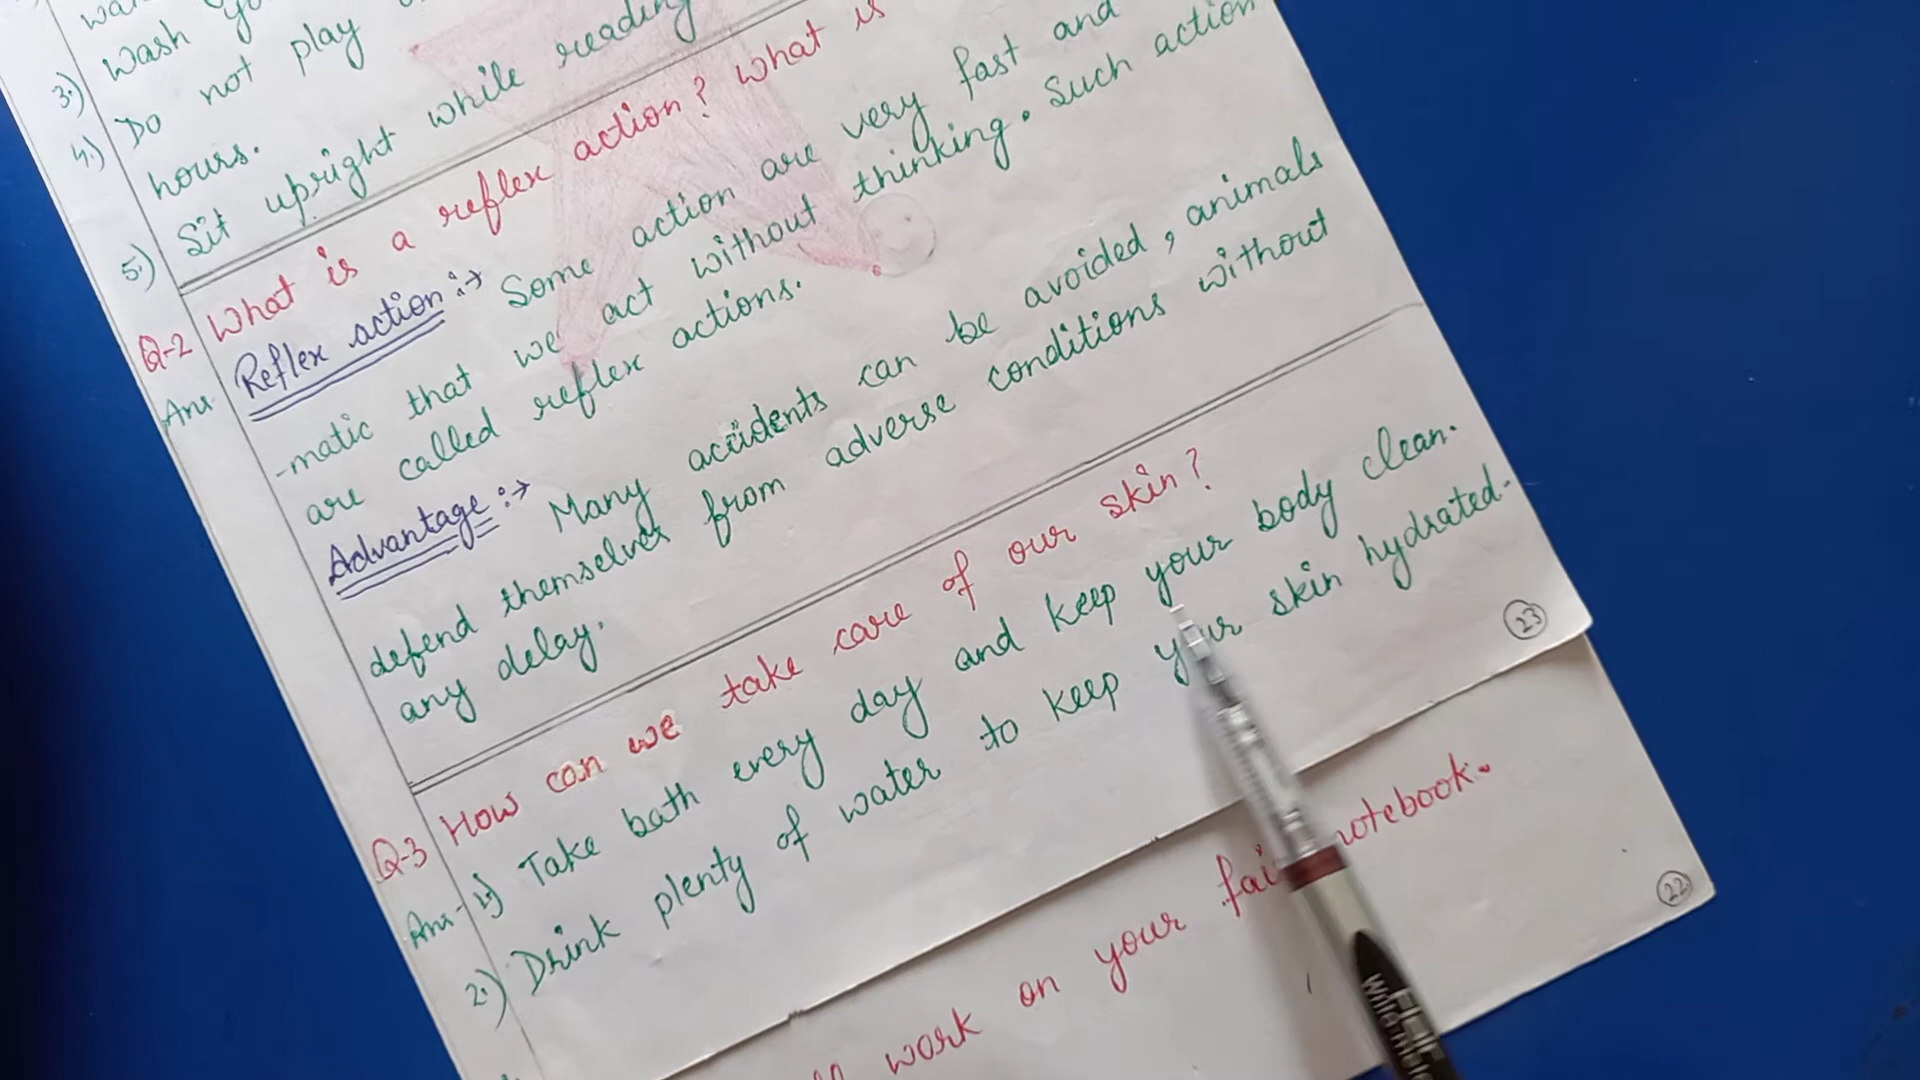 3.) wash
4.) Do not play
hours.
5.) Sit upright while reading
Q-2 What is a reflex action? What is
Ans Reflex action :→ Some action are very fast and
-matic that we act without thinking. Such action
are called reflex actions.
Advantage :→ Many accidents can be avoided, animals
defend themselves from adverse conditions without
any delay.
Q-3 How can we take care of our skin?
Ans- 1.) Take bath every day and keep your body clean.
2.) Drink plenty of water to keep your skin hydrated.
23
work on your fair notebook.
22